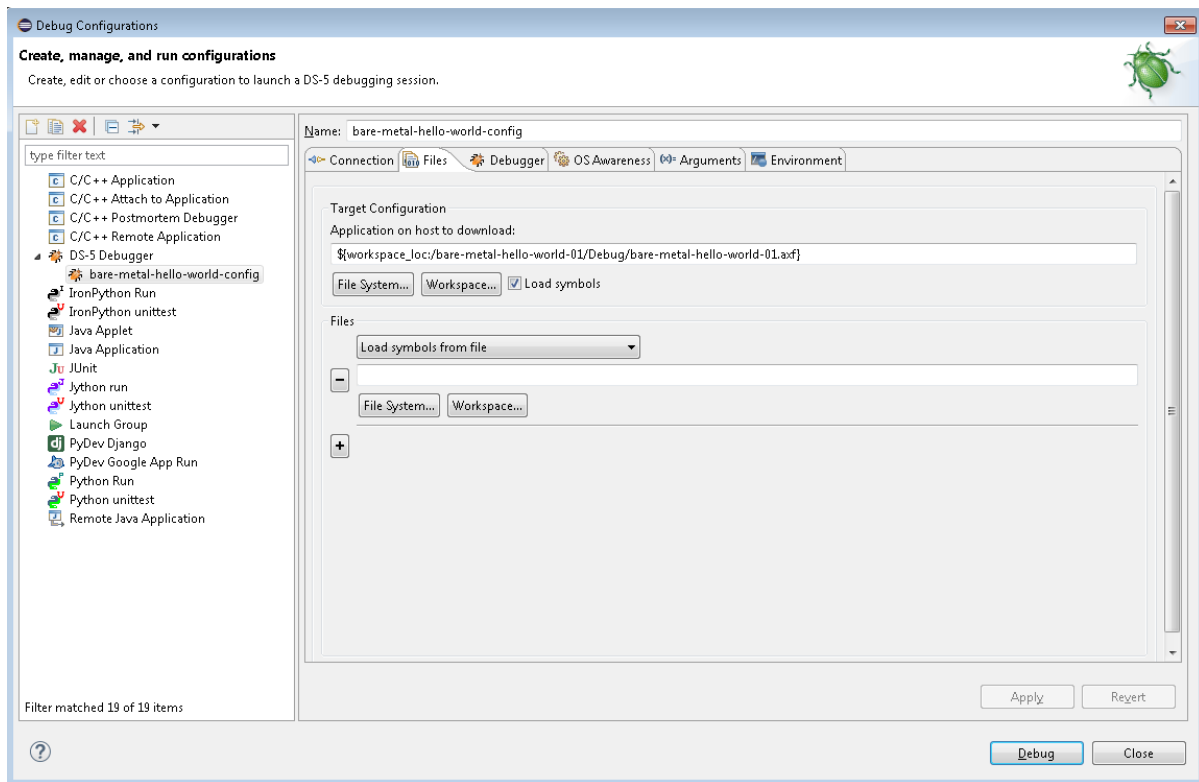 Debug Configurations
Create, manage, and run configurations
Create, edit or choose a configuration to launch a DS-5 debugging session.
type filter text
C/C++ Application
C/C++ Attach to Application
C/C++ Postmortem Debugger
C/C++ Remote Application
DS-5 Debugger
bare-metal-hello-world-config
IronPython Run
IronPython unittest
Java Applet
Java Application
JUnit
Jython run
Jython unittest
Launch Group
PyDev Django
PyDev Google App Run
Python Run
Python unittest
Remote Java Application
Filter matched 19 of 19 items
Name: bare-metal-hello-world-config
Connection Files Debugger OS Awareness Arguments Environment
Target Configuration
Application on host to download:
${workspace_loc:/bare-metal-hello-world-01/Debug/bare-metal-hello-world-01.axf}
File System... Workspace... Load symbols
Files
Load symbols from file
File System... Workspace...
Apply Revert
Debug Close